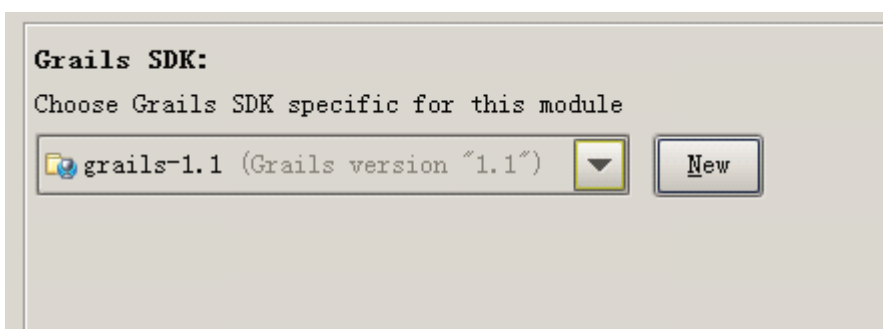 Grails SDK:
Choose Grails SDK specific for this module
grails-1.1 (Grails version "1.1") New